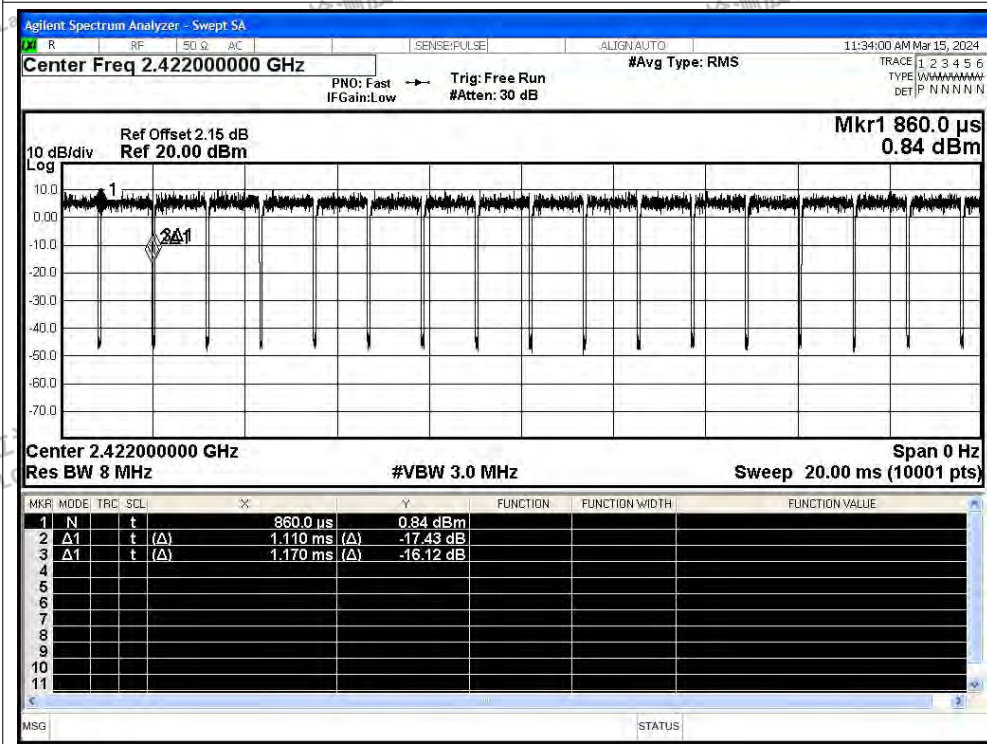 Agilent Spectrum Analyzer - Swept SA
LXI R RF 50 Ω AC SENSE:PULSE ALIGN AUTO 11:34:00 AM Mar 15, 2024
Center Freq 2.422000000 GHz #Avg Type: RMS TRACE 1 2 3 4 5 6
PNO: Fast Trig: Free Run TYPE
IFGain:Low #Atten: 30 dB DET P N N N N N
Mkr1 860.0 µs
0.84 dBm
Ref Offset 2.15 dB
10 dB/div Ref 20.00 dBm
Log
10.0
1
0.00
-10.0
-20.0
-30.0
-40.0
-50.0
-60.0
-70.0
Center 2.422000000 GHz Span 0 Hz
Res BW 8 MHz #VBW 3.0 MHz Sweep 20.00 ms (10001 pts)
MKR MODE TRC SCL X Y FUNCTION FUNCTION WIDTH FUNCTION VALUE
1 N t 860.0 µs 0.84 dBm
2 Δ1 t (Δ) 1.110 ms (Δ) -17.43 dB
3 Δ1 t (Δ) 1.170 ms (Δ) -16.12 dB
4
5
6
7
8
9
10
11
MSG STATUS